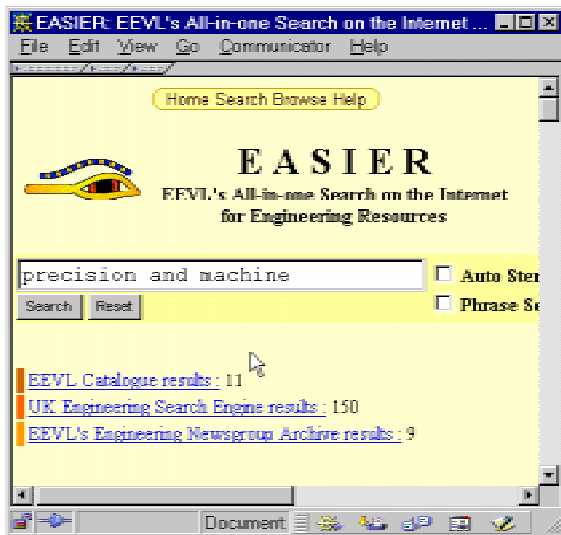 EASIER: EEVL's All-in-one Search on the Internet ...
File Edit View Go Communicator Help
Home Search Browse Help
E A S I E R
EEVL's All-in-one Search on the Internet
for Engineering Resources
precision and machine
Auto Stem
Search Reset
Phrase Se
EEVL Catalogue results : 11
UK Engineering Search Engine results : 150
EEVL's Engineering Newsgroup Archive results : 9
Document